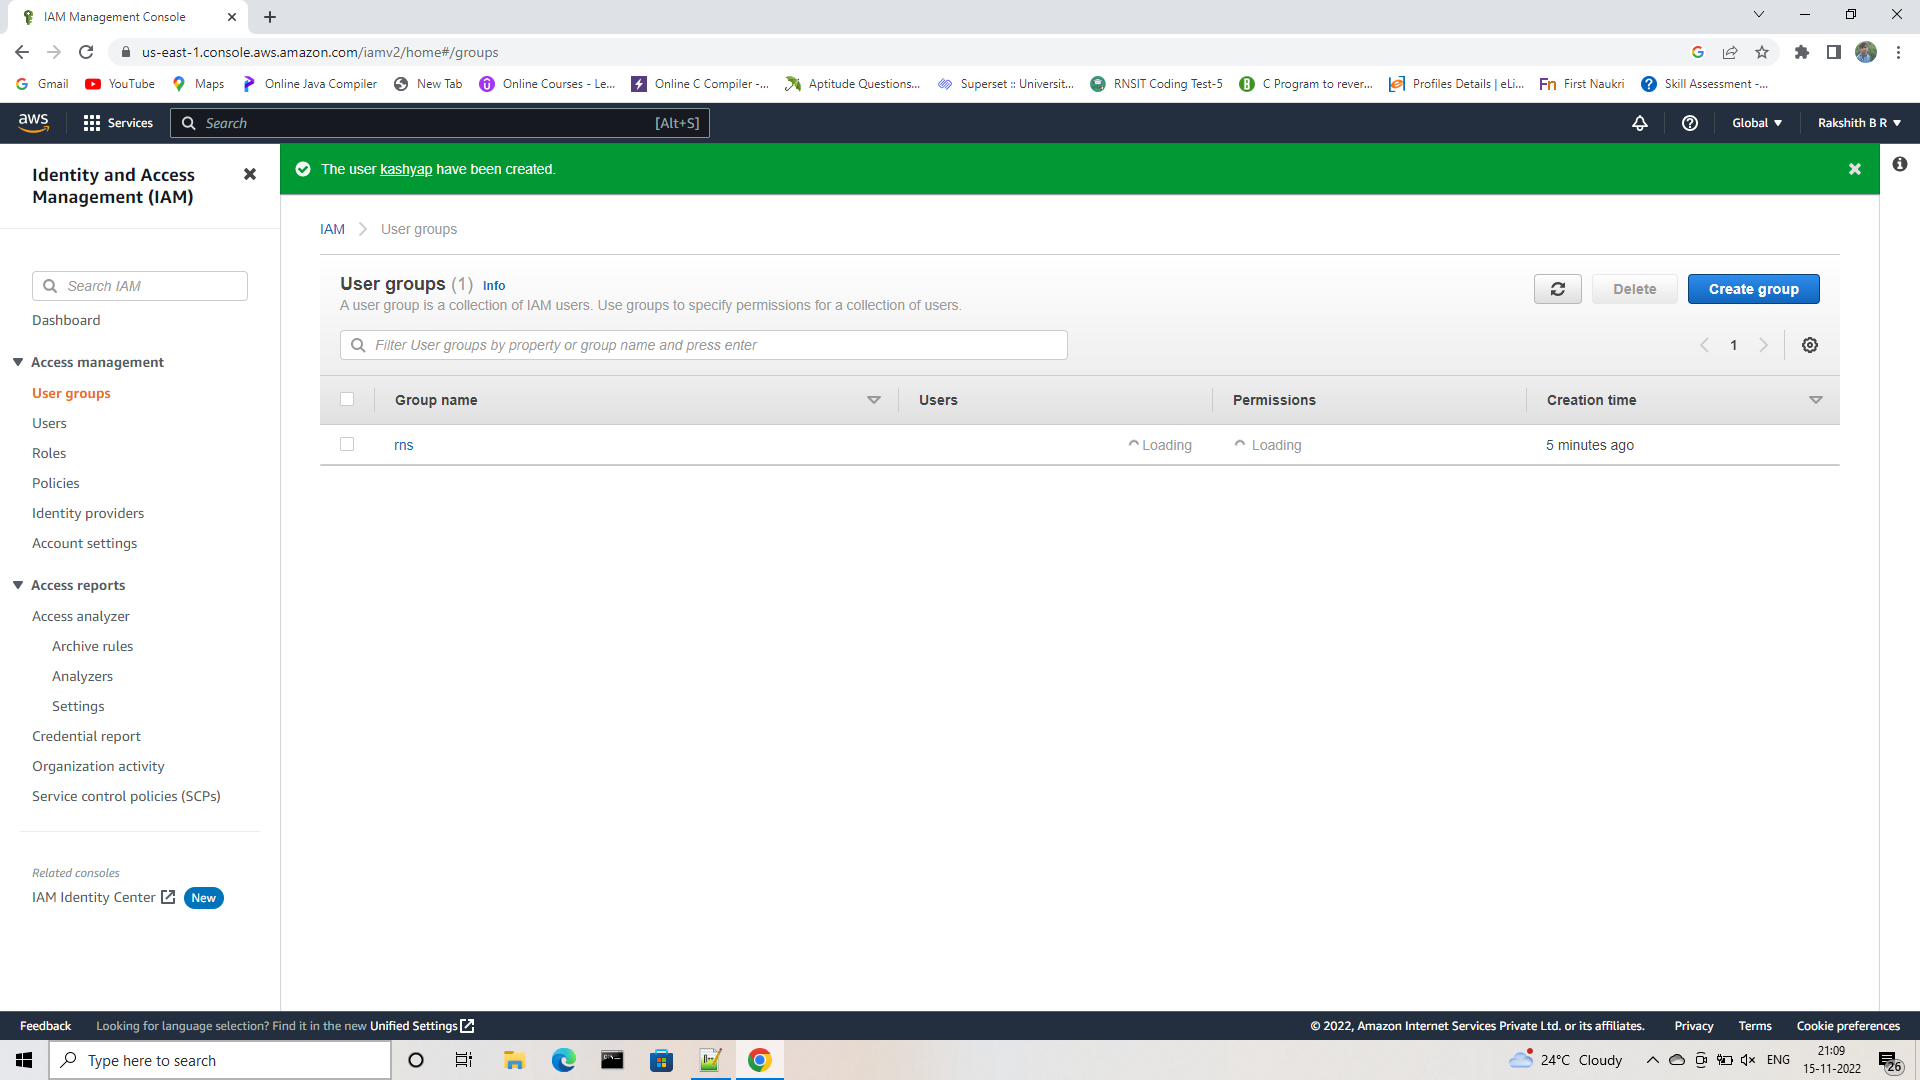 IAM Management Console
us-east-1.console.aws.amazon.com/iamv2/home#/groups
Gmail YouTube Maps Online Java Compiler New Tab Online Courses - Le... Online C Compiler -... Aptitude Questions... Superset :: Universit... RNSIT Coding Test-5 C Program to rever... Profiles Details | eLi... First Naukri Skill Assessment -...
aws Services Search [Alt+S] Global Rakshith B R
Identity and Access
Management (IAM)
Search IAM
Dashboard
Access management
User groups
Users
Roles
Policies
Identity providers
Account settings
Access reports
Access analyzer
Archive rules
Analyzers
Settings
Credential report
Organization activity
Service control policies (SCPs)
Related consoles
IAM Identity Center New
The user kashyap have been created.
IAM User groups
User groups (1) Info
A user group is a collection of IAM users. Use groups to specify permissions for a collection of users.
Delete Create group
Filter User groups by property or group name and press enter
1
Group name Users Permissions Creation time
rns Loading Loading 5 minutes ago
Feedback Looking for language selection? Find it in the new Unified Settings © 2022, Amazon Internet Services Private Ltd. or its affiliates. Privacy Terms Cookie preferences
Type here to search 24°C Cloudy ENG 21:09
15-11-2022 26